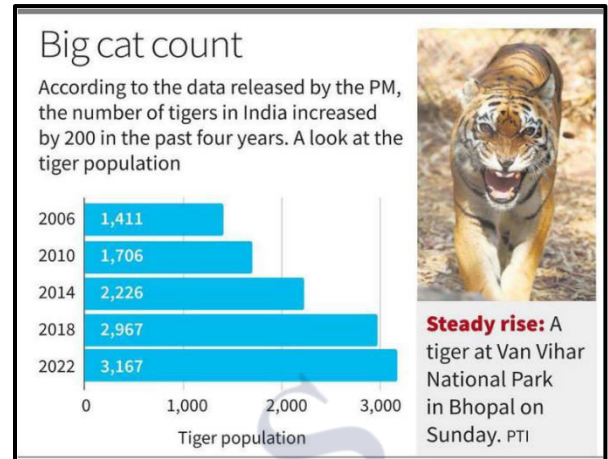 Big cat count
According to the data released by the PM,
the number of tigers in India increased
by 200 in the past four years. A look at the
tiger population
2006 1,411
2010 1,706
2014 2,226
2018 2,967
2022 3,167
0 1,000 2,000 3,000
Tiger population
Steady rise: A
tiger at Van Vihar
National Park
in Bhopal on
Sunday. PTI